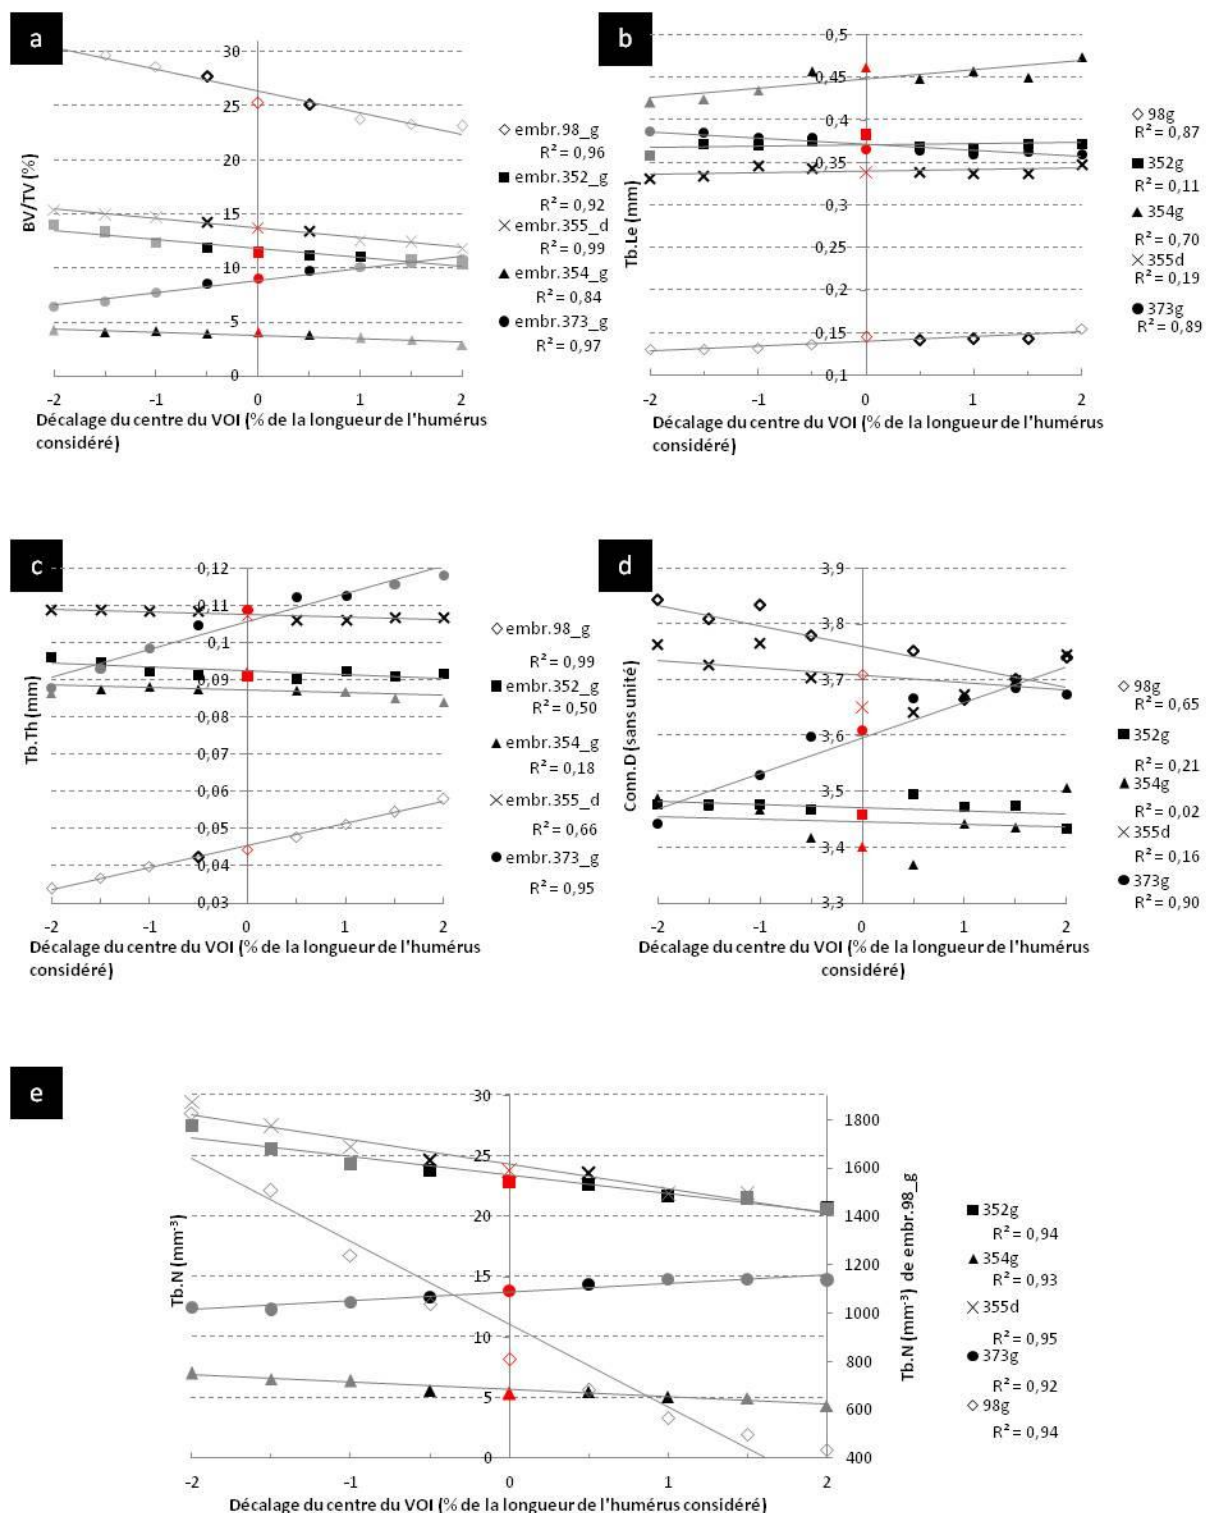 a
30
25
20
15
10
5
0
BV/TV (%)
-2
-1
0
1
2
Décalage du centre du VOI (% de la longueur de l'humérus
considéré)
embr.98_g
R² = 0,96
embr.352_g
R² = 0,92
embr.355_d
R² = 0,99
embr.354_g
R² = 0,84
embr.373_g
R² = 0,97
b
0,5
0,45
0,4
0,35
0,3
0,25
0,2
0,15
0,1
Tb.Le (mm)
-2
-1
0
1
2
Décalage du centre du VOI (% de la longueur de l'humérus
considéré)
98g
R² = 0,87
352g
R² = 0,11
354g
R² = 0,70
355d
R² = 0,19
373g
R² = 0,89
c
0,12
0,11
0,1
0,09
0,08
0,07
0,06
0,05
0,04
0,03
Tb.Th (mm)
-2
-1
0
1
2
Décalage du centre du VOI (% de la longueur de l'humérus
considéré)
embr.98_g
R² = 0,99
embr.352_g
R² = 0,50
embr.354_g
R² = 0,18
embr.355_d
R² = 0,66
embr.373_g
R² = 0,95
d
3,9
3,8
3,7
3,6
3,5
3,4
3,3
Conn.D (sans unité)
-2
-1
0
1
2
Décalage du centre du VOI (% de la longueur de l'humérus
considéré)
98g
R² = 0,65
352g
R² = 0,21
354g
R² = 0,02
355d
R² = 0,16
373g
R² = 0,90
e
30
25
20
15
10
5
0
Tb.N (mm⁻³)
1800
1600
1400
1200
1000
800
600
400
Tb.N (mm⁻³) de embr.98_g
-2
-1
0
1
2
Décalage du centre du VOI (% de la longueur de l'humérus considéré)
352g
R² = 0,94
354g
R² = 0,93
355d
R² = 0,95
373g
R² = 0,92
98g
R² = 0,94